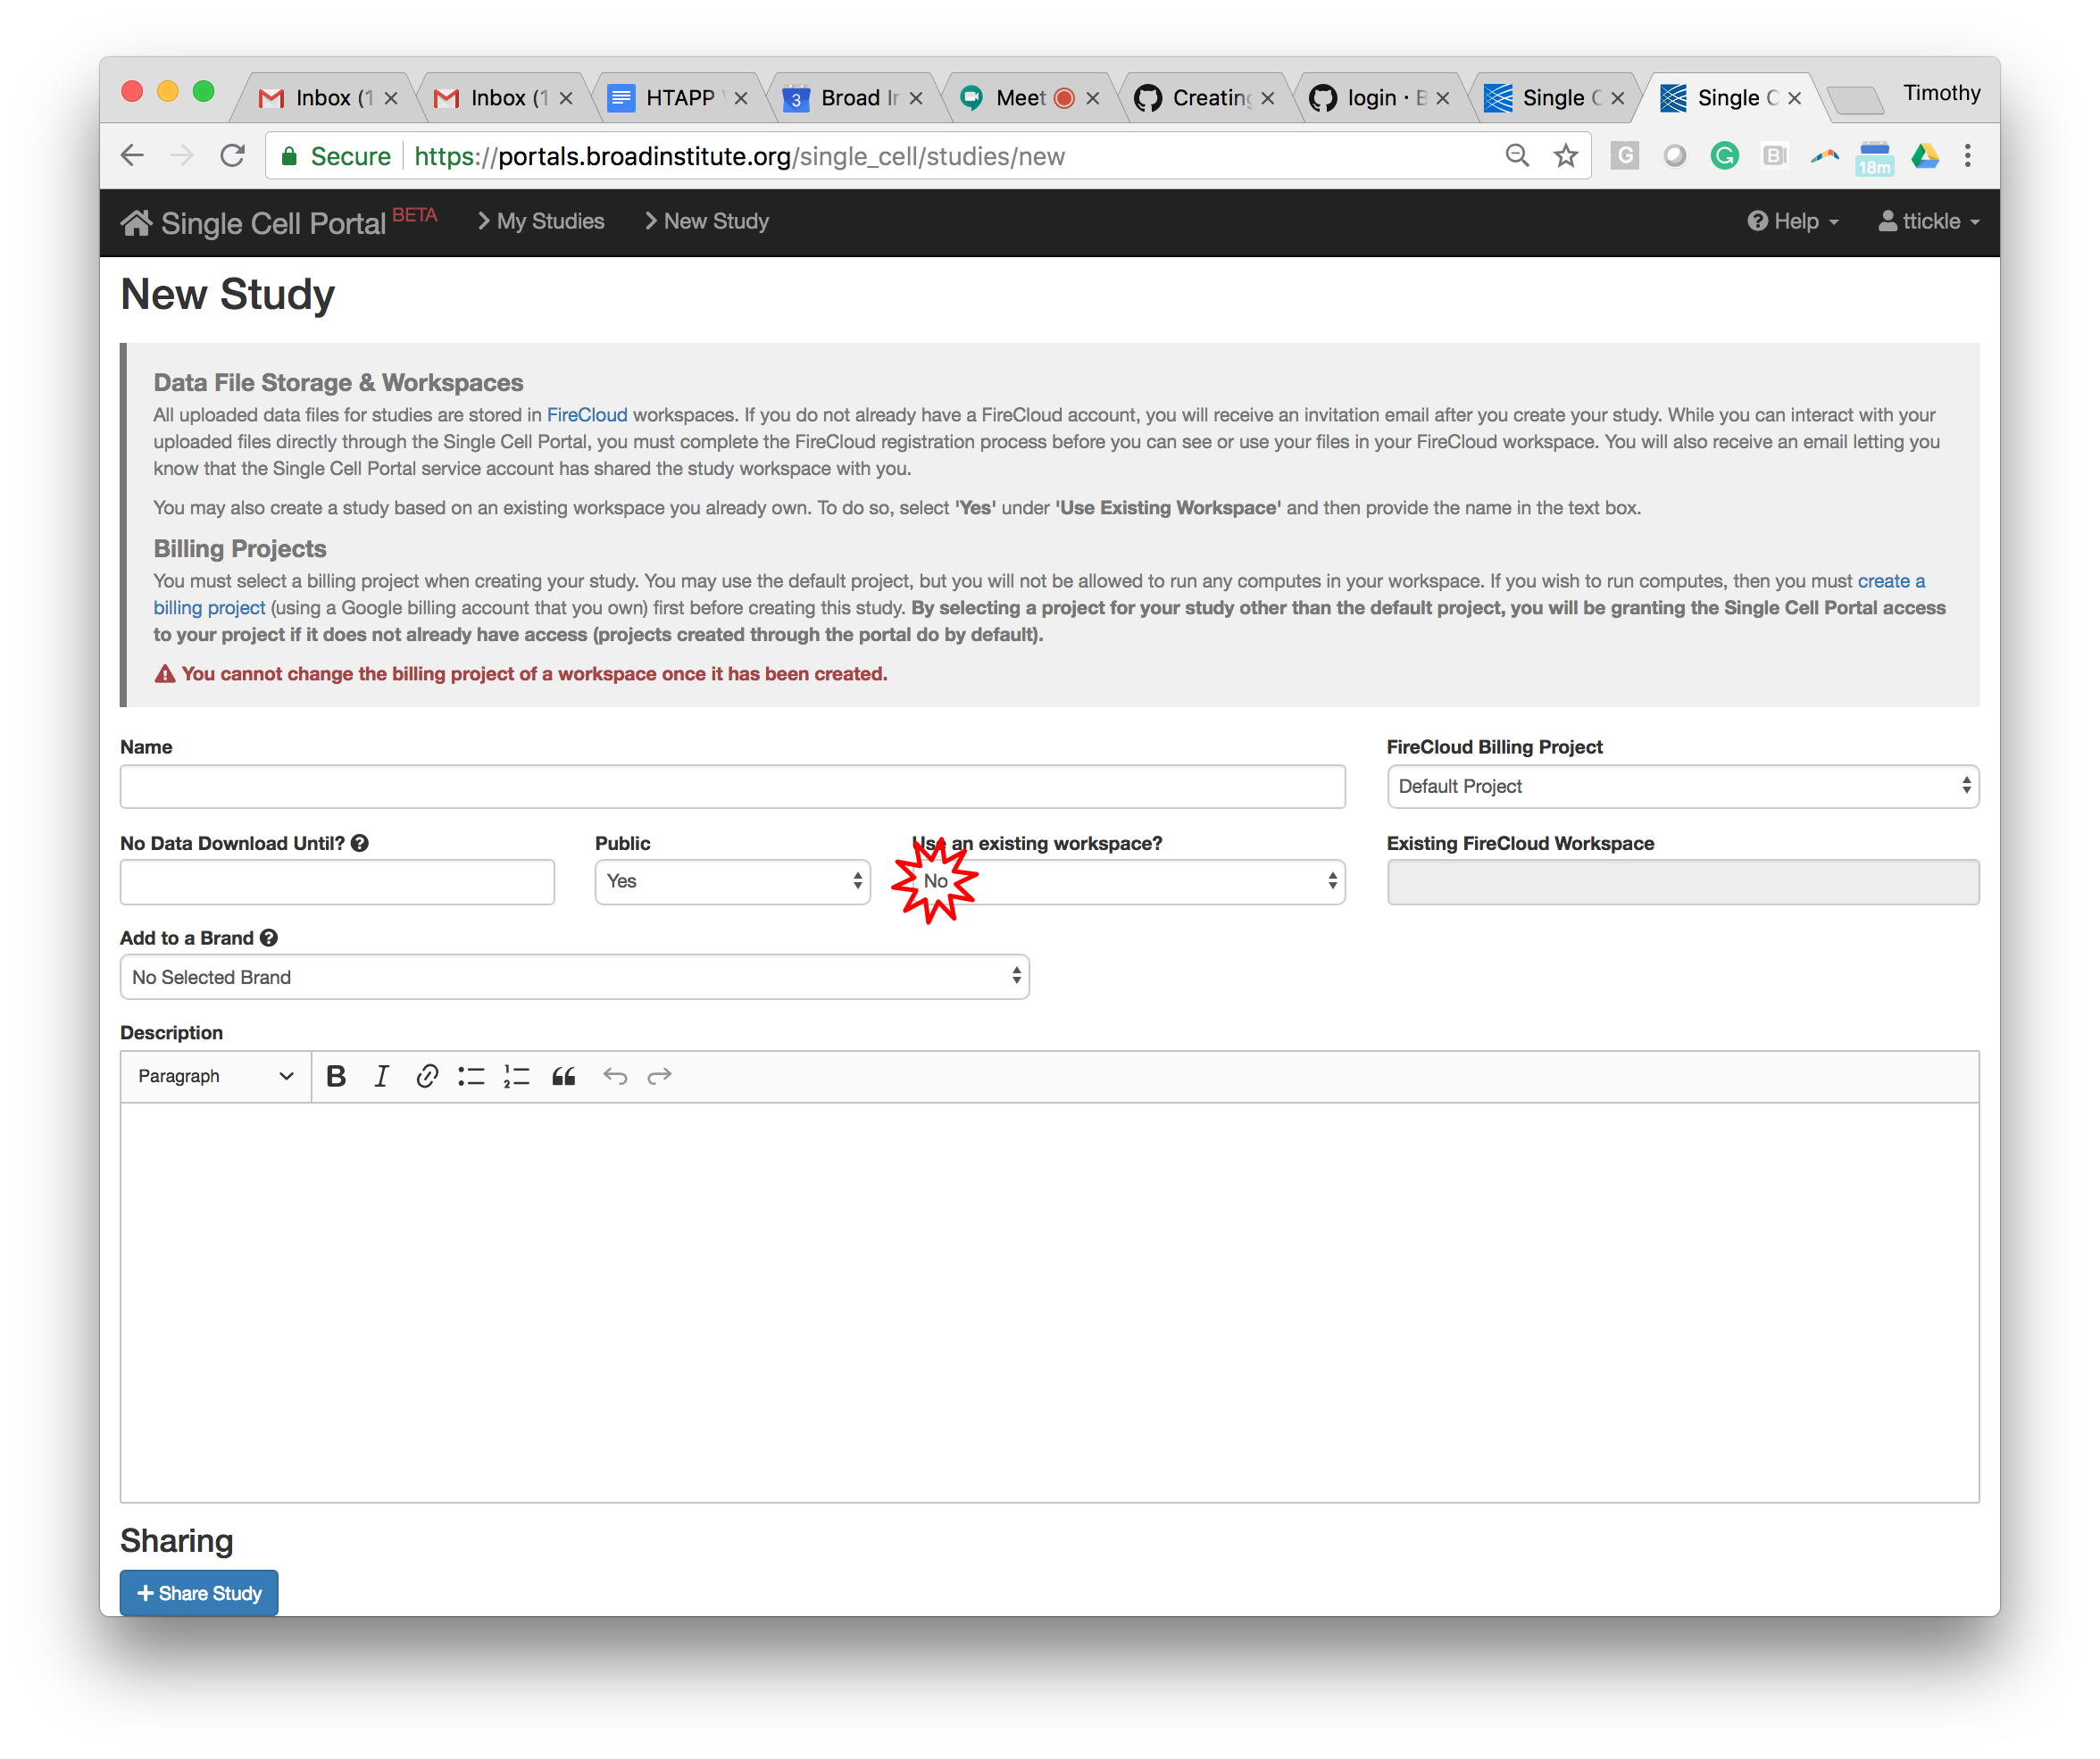 Inbox (1
Inbox (1
HTAPP
Broad Ir
Meet
Creating
login · B
Single C
Single C
Timothy
Secure
https://portals.broadinstitute.org/single_cell/studies/new
G
G
B
18m
3
Single Cell Portal BETA
My Studies
New Study
Help
ttickle
New Study
Data File Storage & Workspaces
All uploaded data files for studies are stored in FireCloud workspaces. If you do not already have a FireCloud account, you will receive an invitation email after you create your study. While you can interact with your
uploaded files directly through the Single Cell Portal, you must complete the FireCloud registration process before you can see or use your files in your FireCloud workspace. You will also receive an email letting you
know that the Single Cell Portal service account has shared the study workspace with you.
You may also create a study based on an existing workspace you already own. To do so, select 'Yes' under 'Use Existing Workspace' and then provide the name in the text box.
Billing Projects
You must select a billing project when creating your study. You may use the default project, but you will not be allowed to run any computes in your workspace. If you wish to run computes, then you must create a
billing project (using a Google billing account that you own) first before creating this study. By selecting a project for your study other than the default project, you will be granting the Single Cell Portal access
to your project if it does not already have access (projects created through the portal do by default).
You cannot change the billing project of a workspace once it has been created.
Name
FireCloud Billing Project
Default Project
No Data Download Until?
Public
Use an existing workspace?
Existing FireCloud Workspace
Yes
No
Add to a Brand
No Selected Brand
Description
Paragraph
B I
Sharing
Share Study